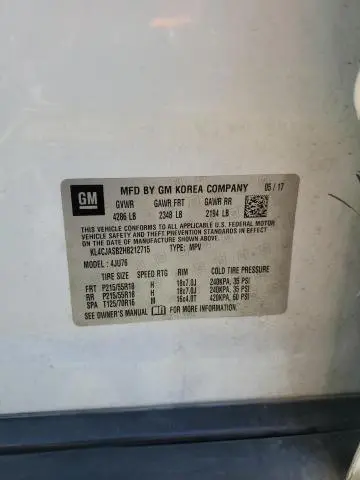 GM MFD BY GM KOREA COMPANY 05 / 17
GVWR GAWR FRT GAWR RR
4286 LB 2348 LB 2194 LB
THIS VEHICLE CONFORMS TO ALL APPLICABLE U.S. FEDERAL MOTOR
VEHICLE SAFETY AND THEFT PREVENTION STANDARDS IN EFFECT ON
THE DATE OF MANUFACTURE SHOWN ABOVE.
KL4CJASB2HB212715 TYPE: MPV
MODEL : 4JU76
TIRE SIZE SPEED RTG RIM COLD TIRE PRESSURE
FRT P215/55R18 H 18x7.0J 240KPA, 35 PSI
RR P215/55R18 H 18x7.0J 240KPA, 35 PSI
SPA T125/70R16 M 16x4.0T 420KPA, 60 PSI
SEE OWNER'S MANUAL FOR ADDITIONAL INFORMATION